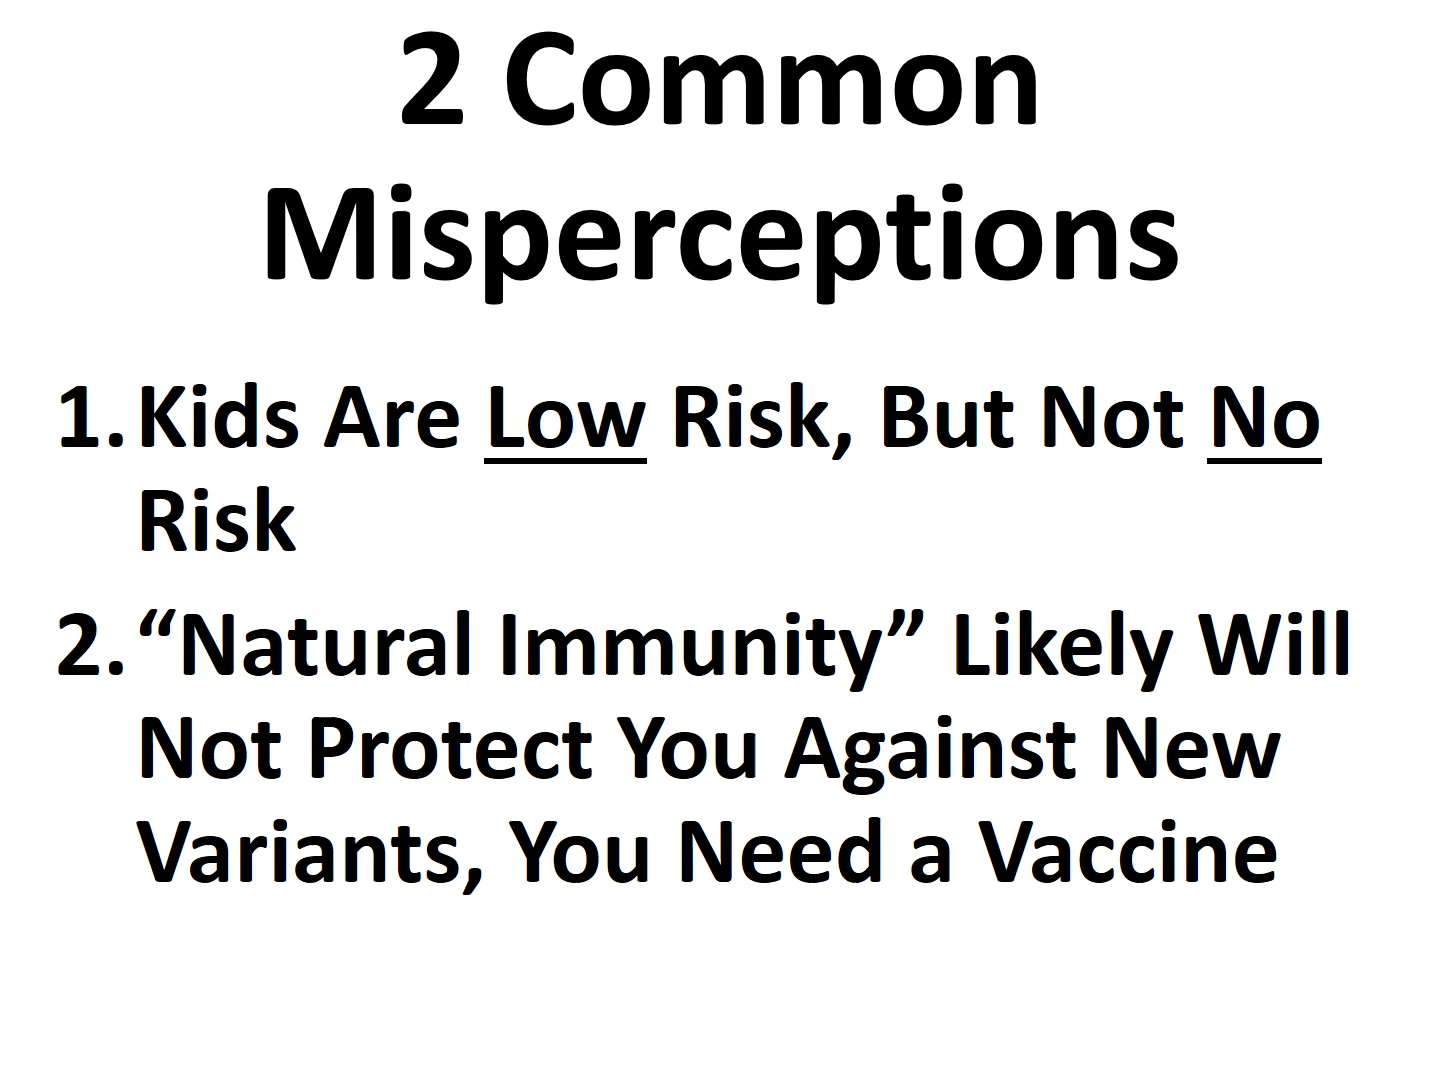 2 Common
Misperceptions
1. Kids Are Low Risk, But Not No
Risk
2. “Natural Immunity” Likely Will
Not Protect You Against New
Variants, You Need a Vaccine